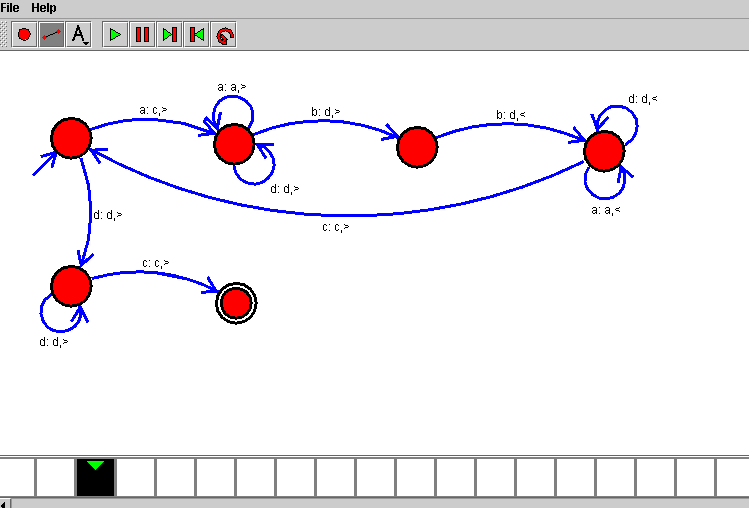 File Help
A
a: a,>
a: c,>
b: d,>
b: d,<
d: d,<
d: d,>
a: a,<
d: d,>
c: c,>
c: c,>
d: d,>